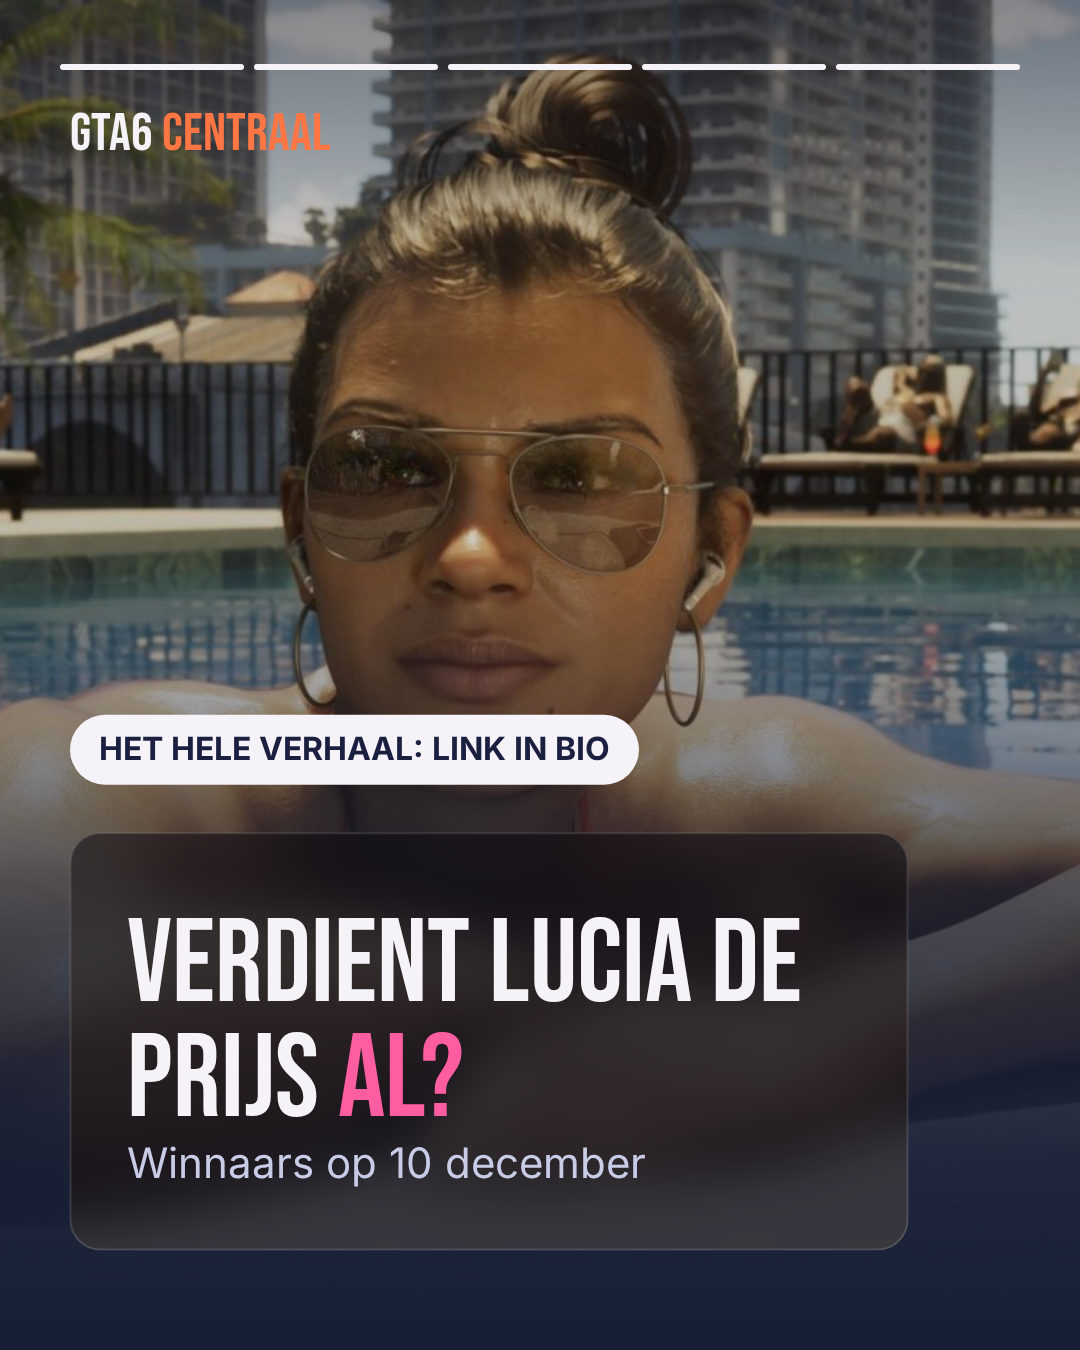 GTA6 CENTRAAL
HET HELE VERHAAL: LINK IN BIO
VERDIENT LUCIA DE
PRIJS AL?
Winnaars op 10 december